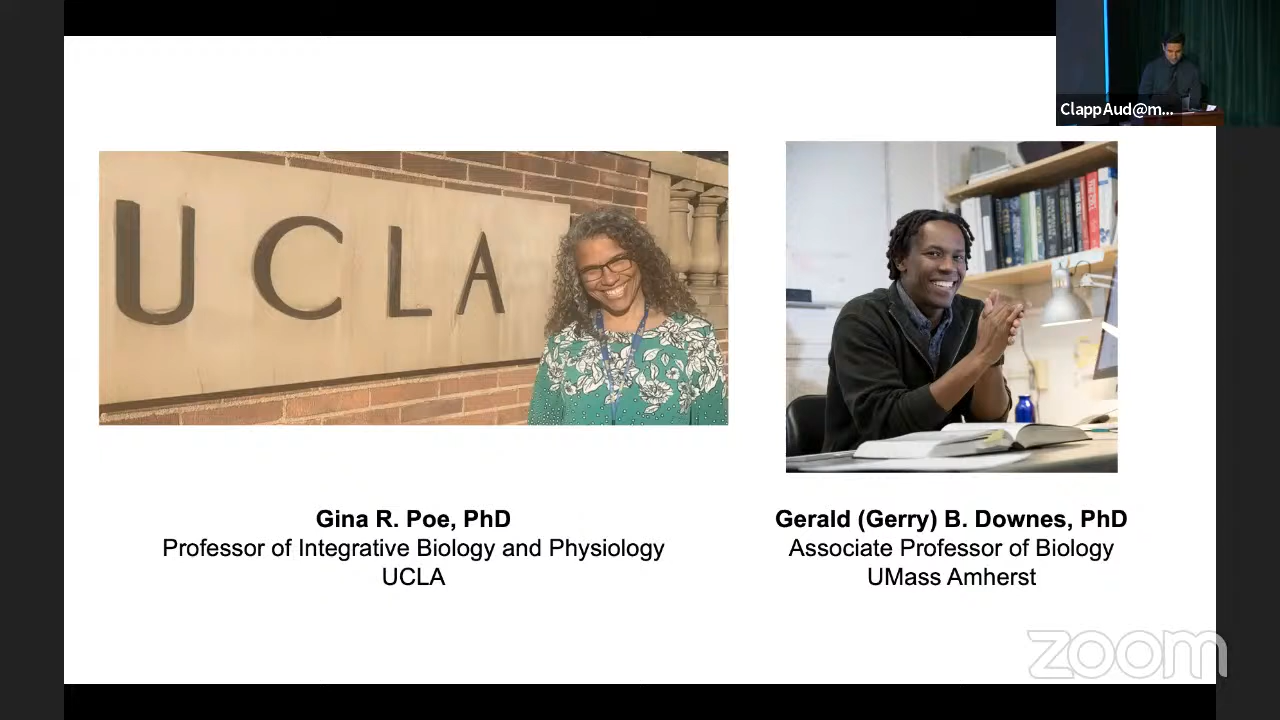 ClappAud@m...
UCLA
Gina R. Poe, PhD
Professor of Integrative Biology and Physiology
UCLA
Gerald (Gerry) B. Downes, PhD
Associate Professor of Biology
UMass Amherst
zoom